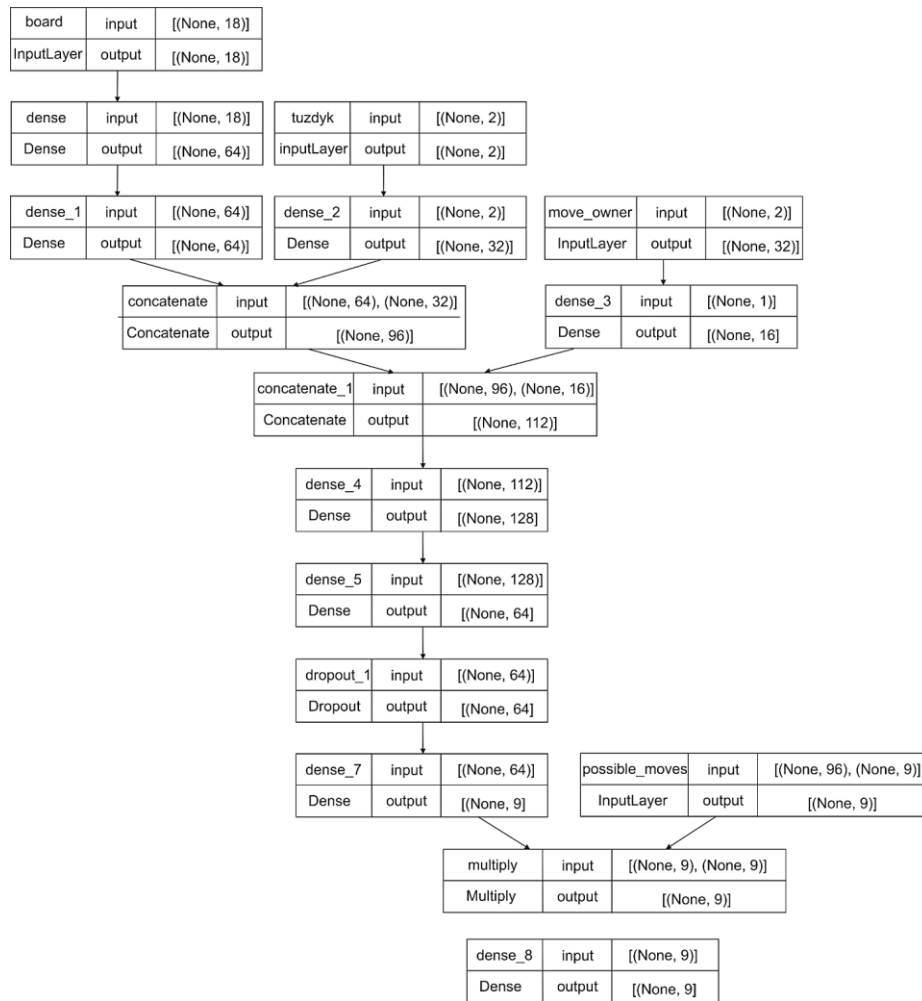 board input [(None, 18)]
InputLayer output [(None, 18)]
dense input [(None, 18)]
Dense output [(None, 64)]
tuzdyk input [(None, 2)]
inputLayer output [(None, 2)]
dense_1 input [(None, 64)]
Dense output [(None, 64)]
dense_2 input [(None, 2)]
Dense output [(None, 32)]
move_owner input [(None, 2)]
InputLayer output [(None, 32)]
concatenate input [(None, 64), (None, 32)]
Concatenate output [(None, 96)]
dense_3 input [(None, 1)]
Dense output [(None, 16]
concatenate_1 input [(None, 96), (None, 16)]
Concatenate output [(None, 112)]
dense_4 input [(None, 112)]
Dense output [(None, 128]
dense_5 input [(None, 128)]
Dense output [(None, 64]
dropout_1 input [(None, 64)]
Dropout output [(None, 64]
dense_7 input [(None, 64)]
Dense output [(None, 9]
possible_moves input [(None, 96), (None, 9)]
InputLayer output [(None, 9)]
multiply input [(None, 9), (None, 9)]
Multiply output [(None, 9)]
dense_8 input [(None, 9)]
Dense output [(None, 9]